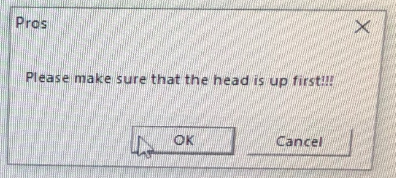 Pros
Please make sure that the head is up first!!!
OK
Cancel